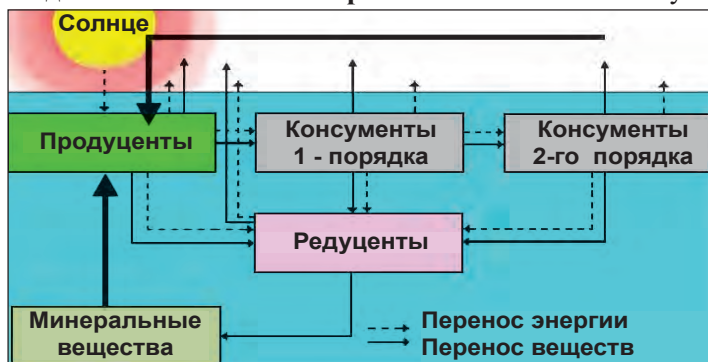 Солнце
Продуценты
Консументы
1 - порядка
Консументы
2-го порядка
Редуценты
Минеральные
вещества
Перенос энергии
Перенос веществ